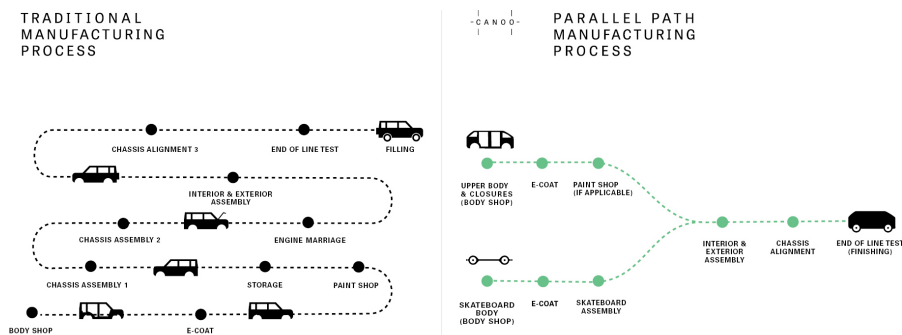 TRADITIONAL
MANUFACTURING
PROCESS
CHASSIS ALIGNMENT 3
END OF LINE TEST
FILLING
INTERIOR & EXTERIOR
ASSEMBLY
CHASSIS ASSEMBLY 2
ENGINE MARRIAGE
CHASSIS ASSEMBLY 1
STORAGE
PAINT SHOP
BODY SHOP
E-COAT
CANOO
PARALLEL PATH
MANUFACTURING
PROCESS
UPPER BODY
& CLOSURES
(BODY SHOP)
E-COAT
PAINT SHOP
(IF APPLICABLE)
INTERIOR &
EXTERIOR
ASSEMBLY
CHASSIS
ALIGNMENT
END OF LINE TEST
(FINISHING)
SKATEBOARD
BODY
(BODY SHOP)
E-COAT
SKATEBOARD
ASSEMBLY